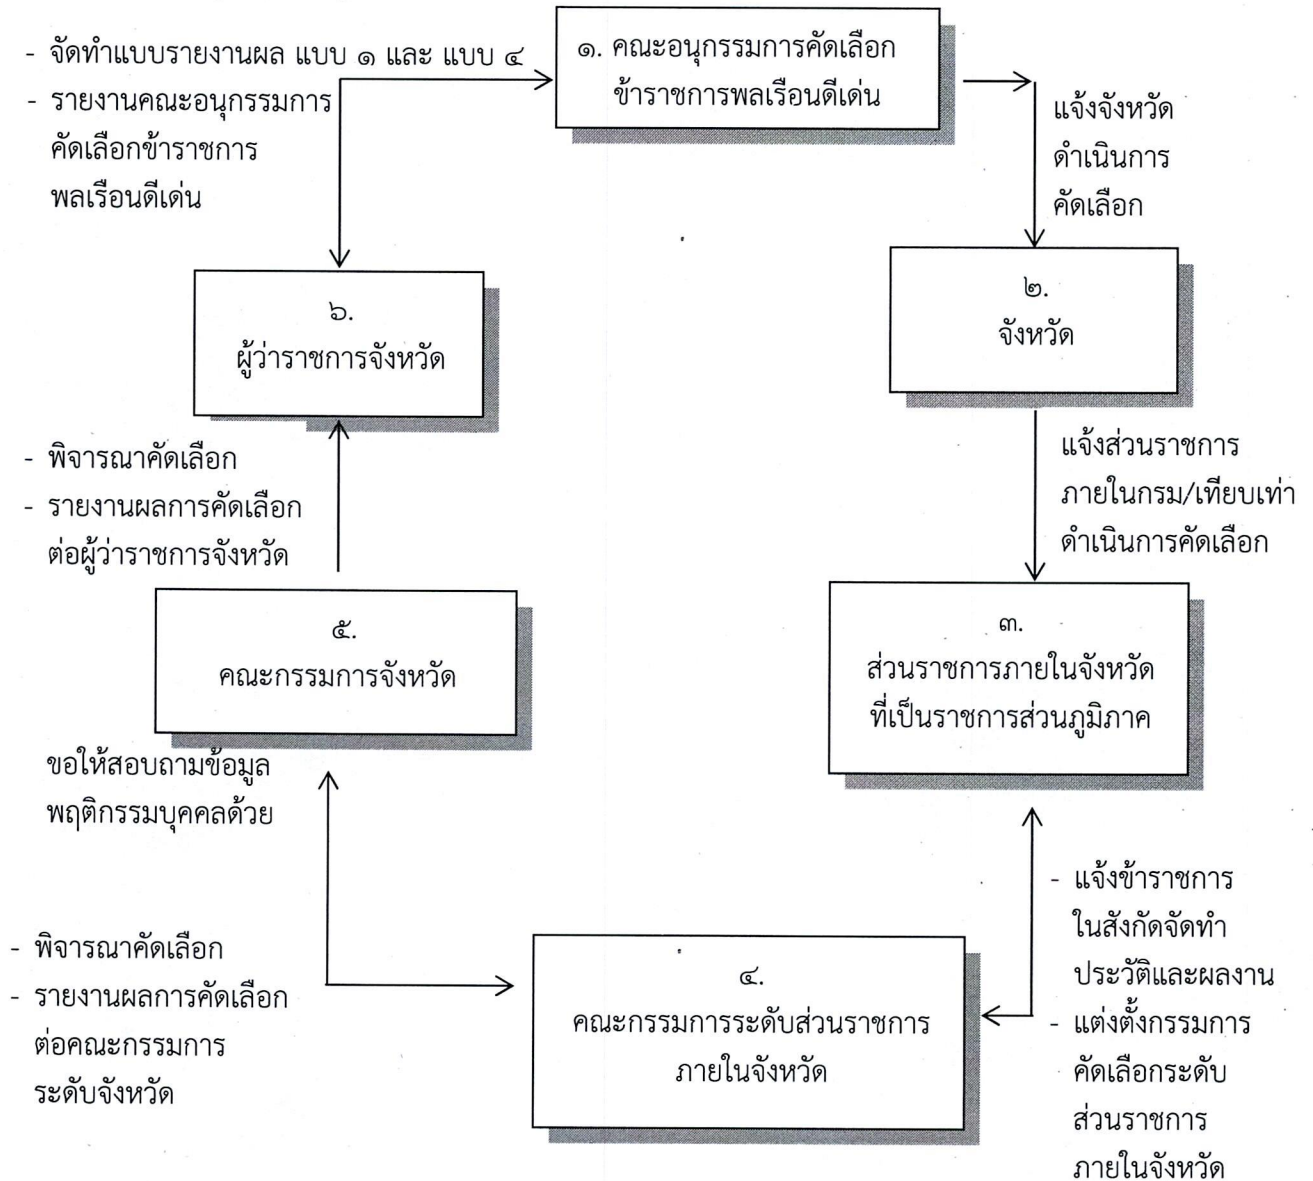 - จัดทำแบบรายงานผล แบบ ๑ และ แบบ ๔
- รายงานคณะอนุกรรมการ
คัดเลือกข้าราชการ
พลเรือนดีเด่น
๑. คณะอนุกรรมการคัดเลือก
ข้าราชการพลเรือนดีเด่น
แจ้งจังหวัด
ดำเนินการ
คัดเลือก
๒.
จังหวัด
แจ้งส่วนราชการ
ภายในกรม/เทียบเท่า
ดำเนินการคัดเลือก
๓.
ส่วนราชการภายในจังหวัด
ที่เป็นราชการส่วนภูมิภาค
- แจ้งข้าราชการ
ในสังกัดจัดทำ
ประวัติและผลงาน
- แต่งตั้งกรรมการ
คัดเลือกระดับ
ส่วนราชการ
ภายในจังหวัด
๔.
คณะกรรมการระดับส่วนราชการ
ภายในจังหวัด
- พิจารณาคัดเลือก
- รายงานผลการคัดเลือก
ต่อคณะกรรมการ
ระดับจังหวัด
๕.
คณะกรรมการจังหวัด
ขอให้สอบถามข้อมูล
พฤติกรรมบุคคลด้วย
- พิจารณาคัดเลือก
- รายงานผลการคัดเลือก
ต่อผู้ว่าราชการจังหวัด
๖.
ผู้ว่าราชการจังหวัด